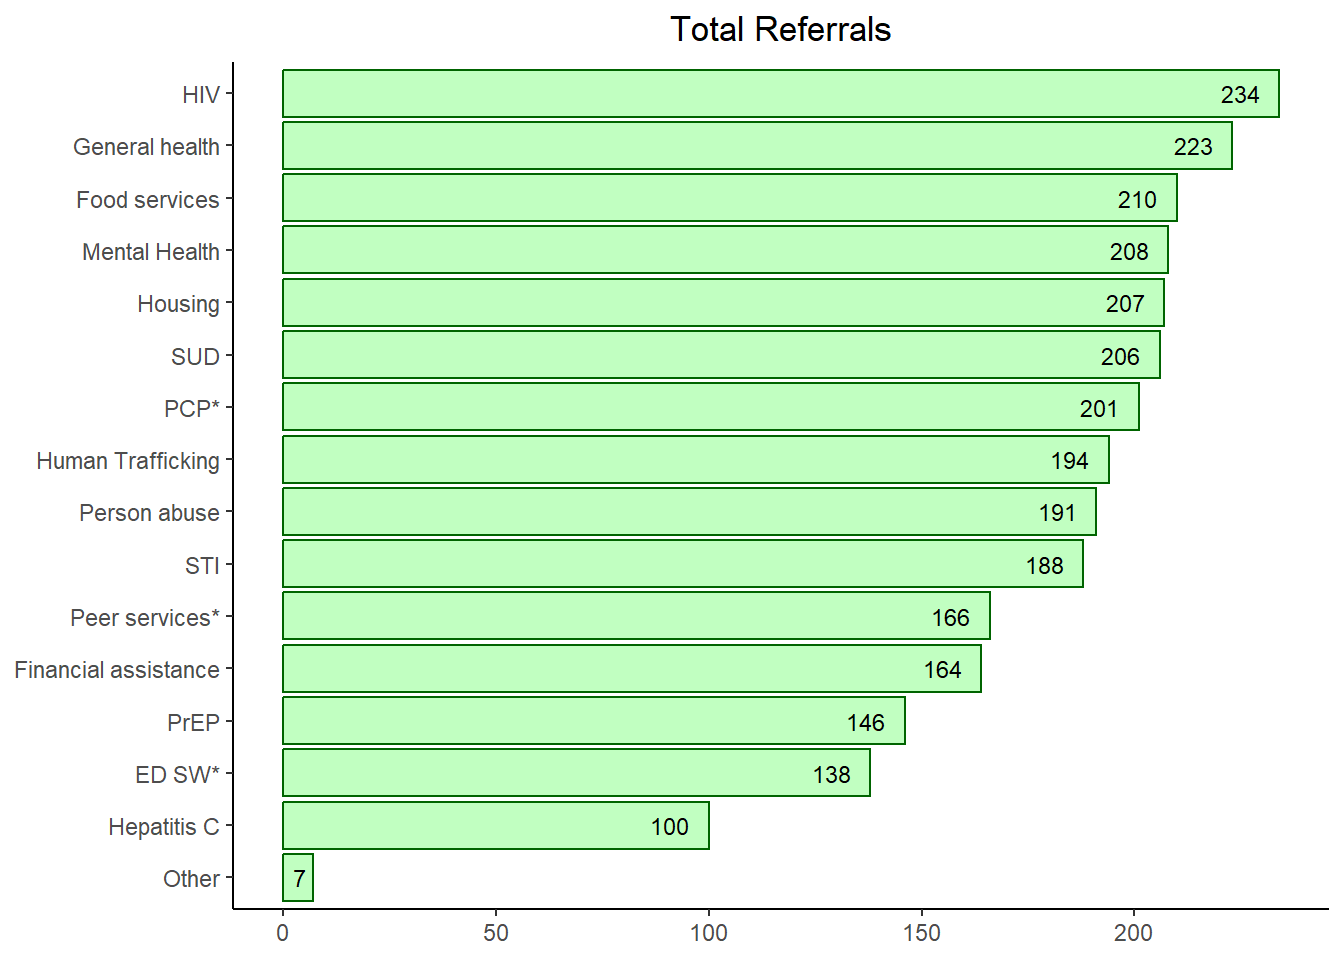 Total Referrals
HIV 234
General health 223
Food services 210
Mental Health 208
Housing 207
SUD 206
PCP* 201
Human Trafficking 194
Person abuse 191
STI 188
Peer services* 166
Financial assistance 164
PrEP 146
ED SW* 138
Hepatitis C 100
Other 7
0 50 100 150 200